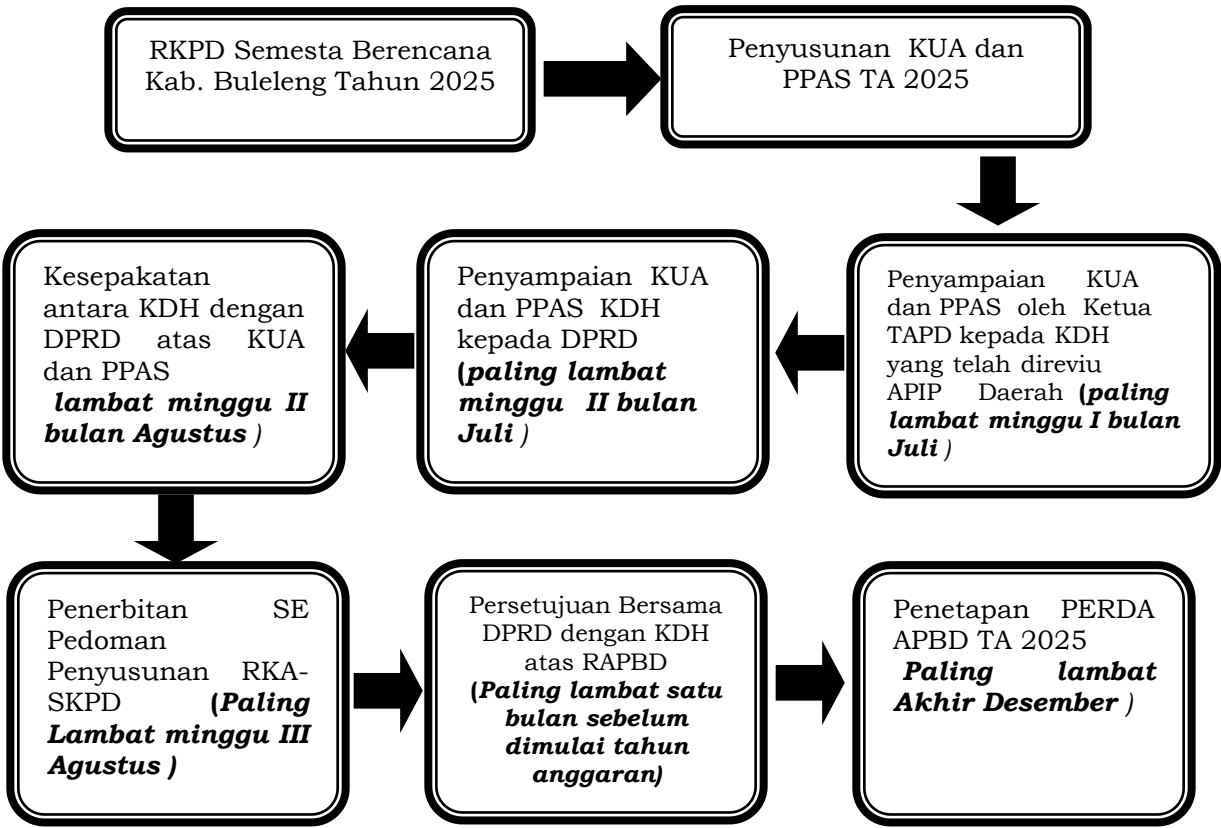 RKPD Semesta Berencana
Kab. Buleleng Tahun 2025
Penyusunan KUA dan
PPAS TA 2025
Penyampaian KUA
dan PPAS oleh Ketua
TAPD kepada KDH
yang telah direviu
APIP Daerah (paling
lambat minggu I bulan
Juli )
Penyampaian KUA
dan PPAS KDH
kepada DPRD
(paling lambat
minggu II bulan
Juli )
Kesepakatan
antara KDH dengan
DPRD atas KUA
dan PPAS
lambat minggu II
bulan Agustus )
Penerbitan SE
Pedoman
Penyusunan RKA-
SKPD (Paling
Lambat minggu III
Agustus )
Persetujuan Bersama
DPRD dengan KDH
atas RAPBD
(Paling lambat satu
bulan sebelum
dimulai tahun
anggaran)
Penetapan PERDA
APBD TA 2025
Paling lambat
Akhir Desember )